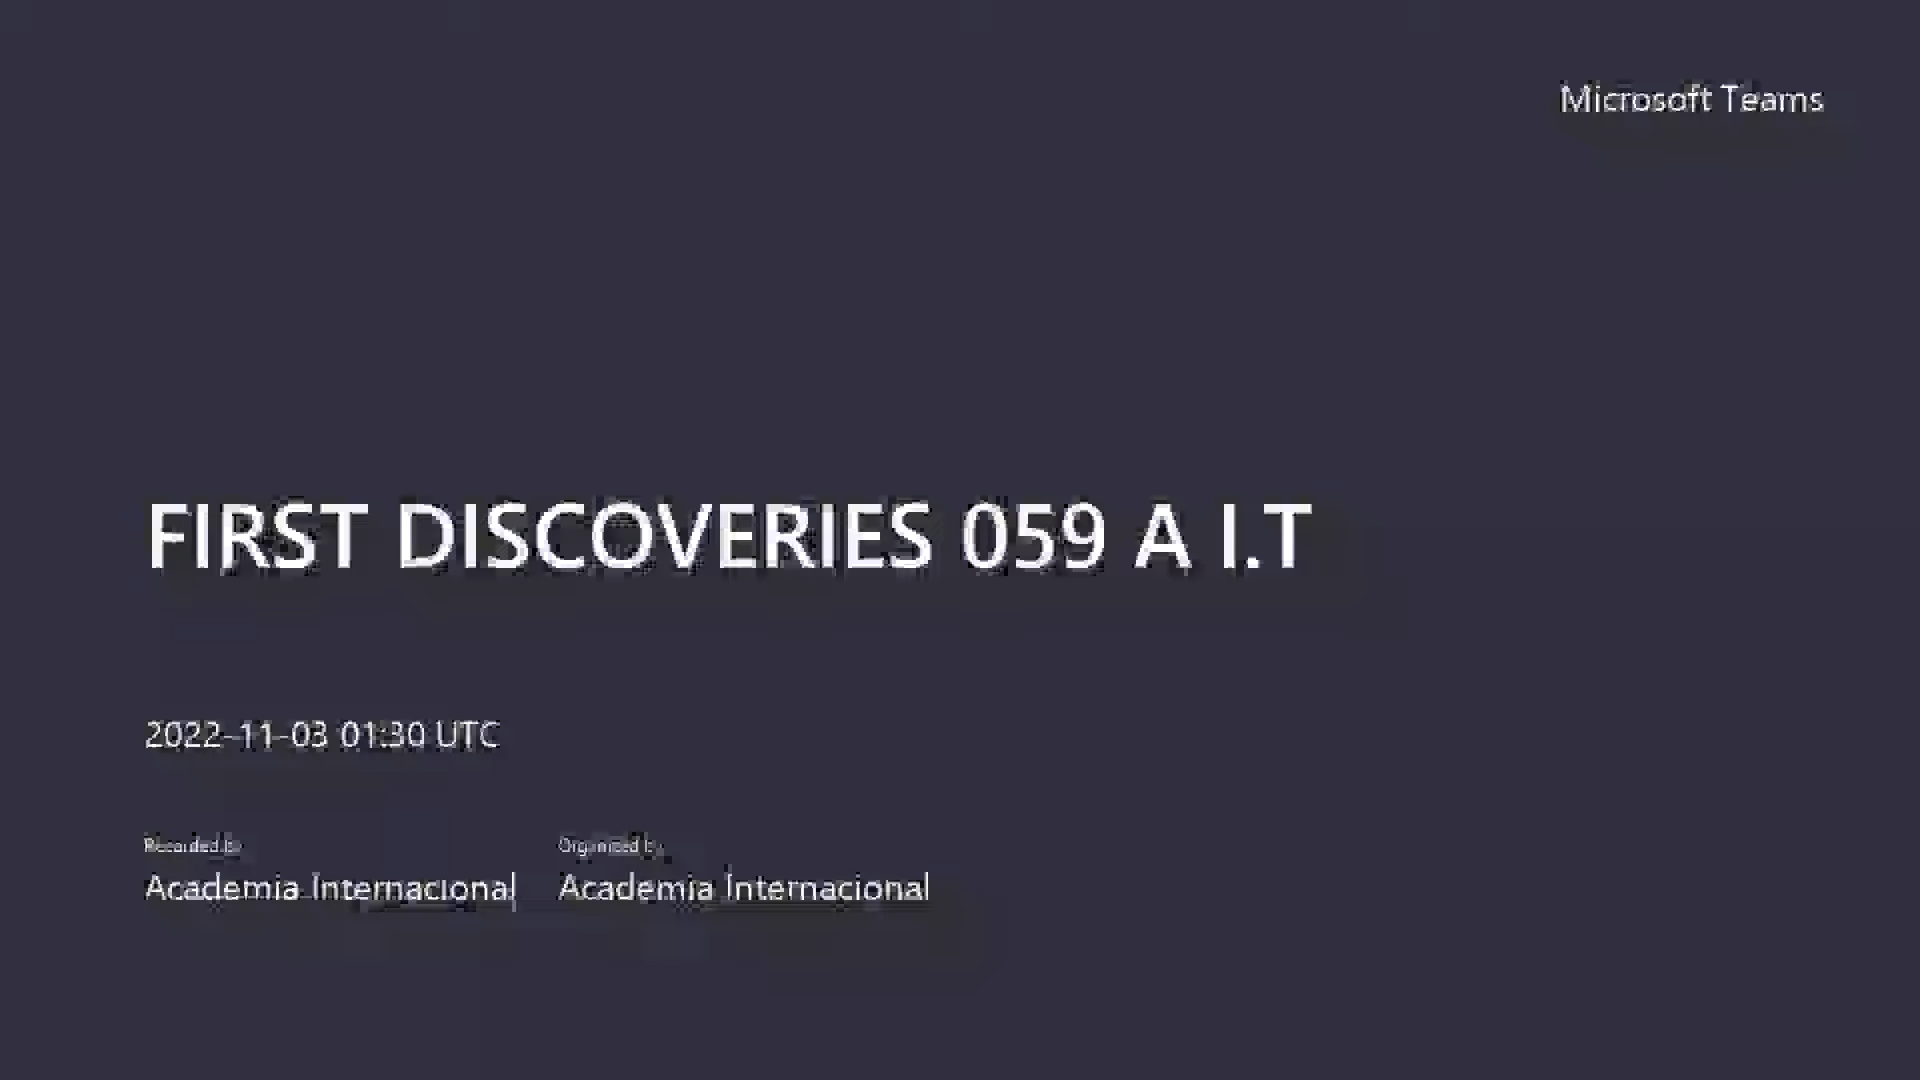 Microsoft Teams
FIRST DISCOVERIES 059 A I.T
2022-11-03 01:30 UTC
Recorded by Organized by
Academia Internacional Academia Internacional